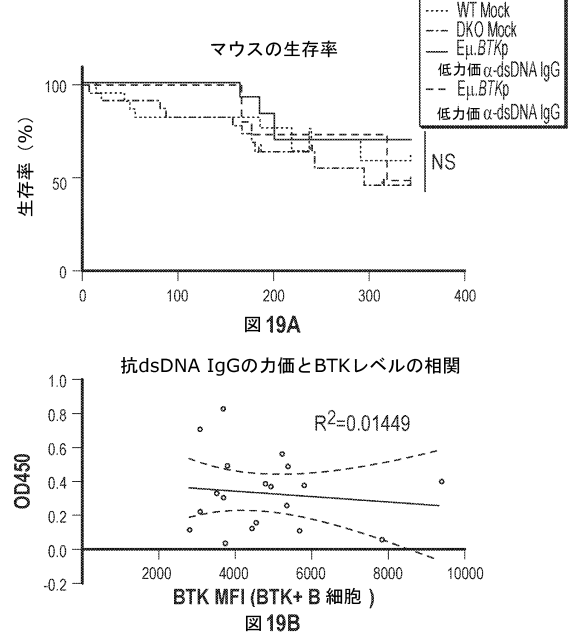 WT Mock
DKO Mock
Eμ.BTKp
低力価 α-dsDNA IgG
Eμ.BTKp
低力価 α-dsDNA IgG
マウスの生存率
生存率 (%)
100
50
0
NS
0 100 200 300 400
図 19A
抗dsDNA IgGの力価とBTKレベルの相関
OD450
1.0
0.8
0.6
0.4
0.2
0.0
-0.2
R2=0.01449
2000 4000 6000 8000 10000
BTK MFI (BTK+ B 細胞 )
図 19B